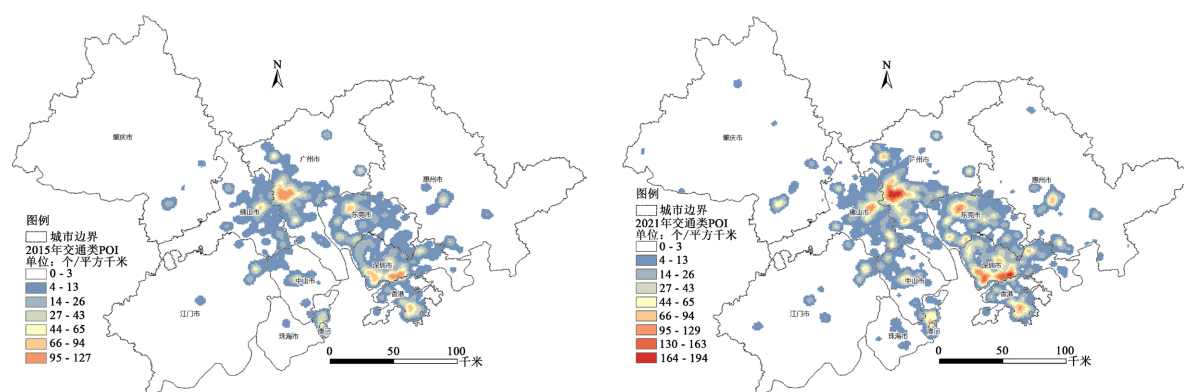 N
肇庆市
广州市
惠州市
佛山市
东莞市
深圳市
香港
中山市
江门市
珠海市
澳门
图例
城市边界
2015年交通类POI
单位：个/平方千米
0 - 3
4 - 13
14 - 26
27 - 43
44 - 65
66 - 94
95 - 127
0 50 100
千米
N
肇庆市
广州市
惠州市
佛山市
东莞市
深圳市
香港
中山市
江门市
珠海市
澳门
图例
城市边界
2021年交通类POI
单位：个/平方千米
0 - 3
4 - 13
14 - 26
27 - 43
44 - 65
66 - 94
95 - 129
130 - 163
164 - 194
0 50 100
千米